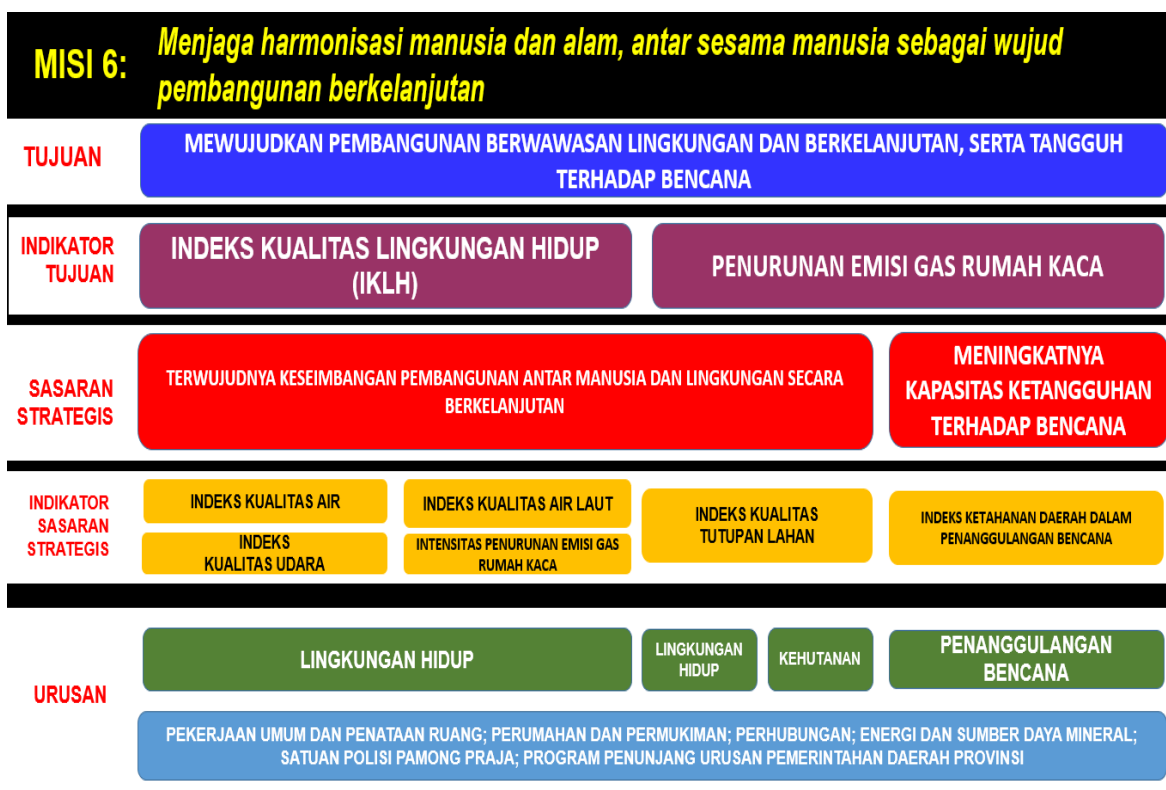 MISI 6:
Menjaga harmonisasi manusia dan alam, antar sesama manusia sebagai wujud
pembangunan berkelanjutan
TUJUAN
MEWUJUDKAN PEMBANGUNAN BERWAWASAN LINGKUNGAN DAN BERKELANJUTAN, SERTA TANGGUH
TERHADAP BENCANA
INDIKATOR
TUJUAN
INDEKS KUALITAS LINGKUNGAN HIDUP
(IKLH)
PENURUNAN EMISI GAS RUMAH KACA
SASARAN
STRATEGIS
TERWUJUDNYA KESEIMBANGAN PEMBANGUNAN ANTAR MANUSIA DAN LINGKUNGAN SECARA
BERKELANJUTAN
MENINGKATNYA
KAPASITAS KETANGGUHAN
TERHADAP BENCANA
INDIKATOR
SASARAN
STRATEGIS
INDEKS KUALITAS AIR
INDEKS
KUALITAS UDARA
INDEKS KUALITAS AIR LAUT
INTENSITAS PENURUNAN EMISI GAS
RUMAH KACA
INDEKS KUALITAS
TUTUPAN LAHAN
INDEKS KETAHANAN DAERAH DALAM
PENANGGULANGAN BENCANA
URUSAN
LINGKUNGAN HIDUP
LINGKUNGAN
HIDUP
KEHUTANAN
PENANGGULANGAN
BENCANA
PEKERJAAN UMUM DAN PENATAAN RUANG; PERUMAHAN DAN PERMUKIMAN; PERHUBUNGAN; ENERGI DAN SUMBER DAYA MINERAL;
SATUAN POLISI PAMONG PRAJA; PROGRAM PENUNJANG URUSAN PEMERINTAHAN DAERAH PROVINSI